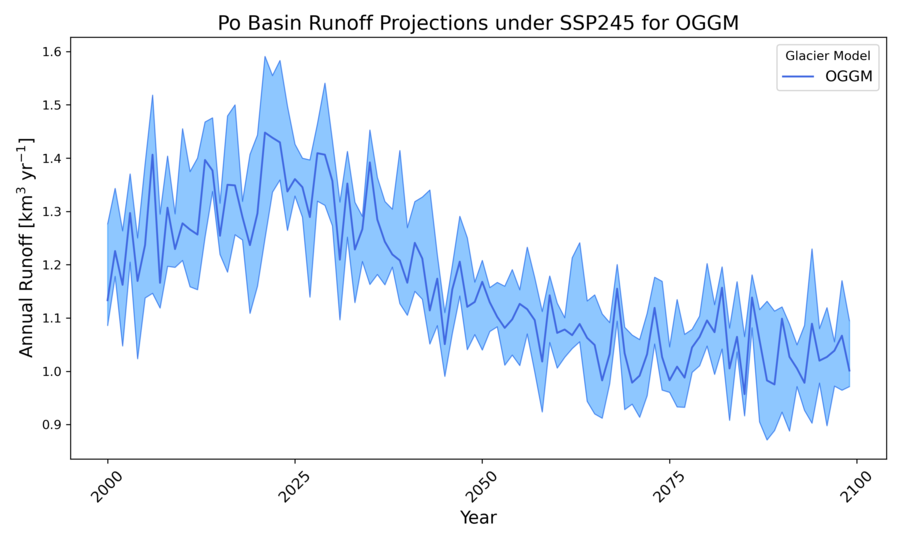 Po Basin Runoff Projections under SSP245 for OGGM
Glacier Model
OGGM
Annual Runoff [km³ yr⁻¹]
1.6
1.5
1.4
1.3
1.2
1.1
1.0
0.9
2000
2025
2050
2075
2100
Year